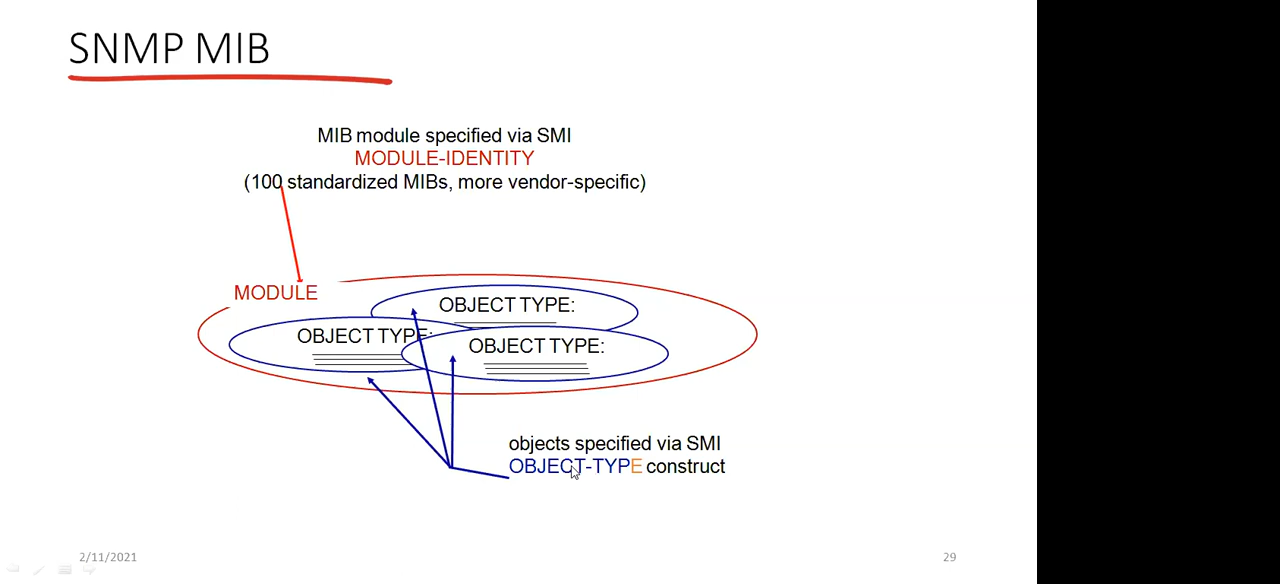 SNMP MIB
MIB module specified via SMI
MODULE-IDENTITY
(100 standardized MIBs, more vendor-specific)
MODULE
OBJECT TYPE:
OBJECT TYPE:
OBJECT TYPE:
objects specified via SMI
OBJECT-TYPE construct
2/11/2021
29